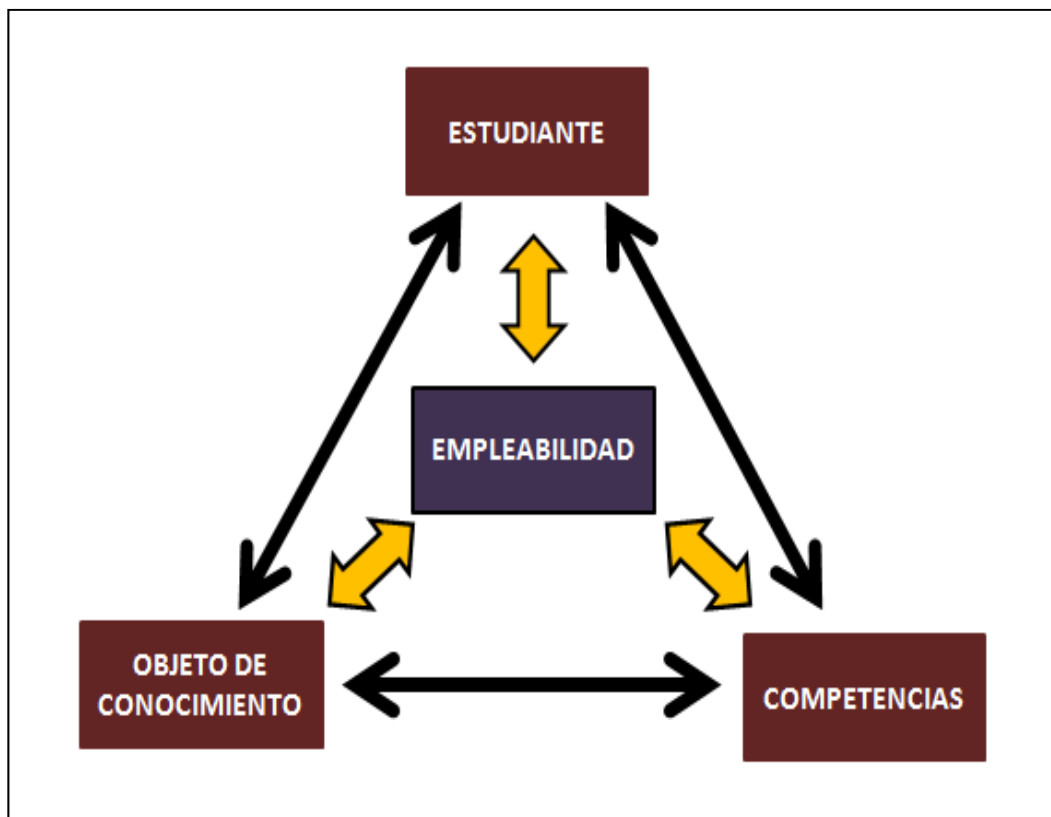 ESTUDIANTE
EMPLEABILIDAD
OBJETO DE
CONOCIMIENTO
COMPETENCIAS